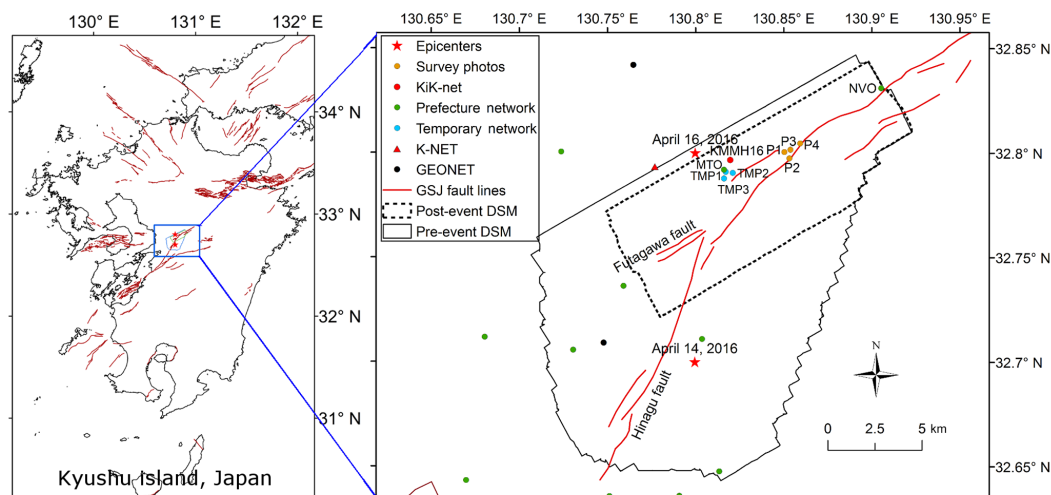 130° E 131° E 132° E
34° N
33° N
32° N
31° N
Kyushu island, Japan
130.65° E 130.7° E 130.75° E 130.8° E 130.85° E 130.9° E 130.95° E
32.85° N
32.8° N
32.75° N
32.7° N
32.65° N
Epicenters
Survey photos
KiK-net
Prefecture network
Temporary network
K-NET
GEONET
GSJ fault lines
Post-event DSM
Pre-event DSM
NVO
April 16, 2016
KMMH16
P1
P3
P4
P2
MTO
TMP1
TMP2
TMP3
Futagawa fault
April 14, 2016
Hinagu fault
N
0 2.5 5 km